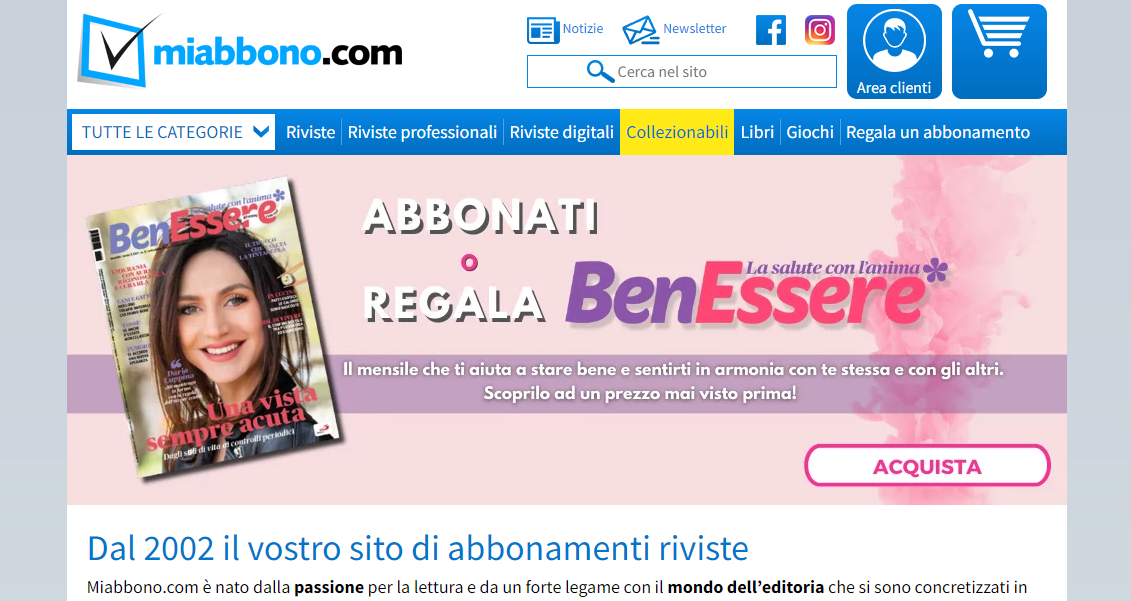 miabbono.com
Notizie
Newsletter
Cerca nel sito
Area clienti
TUTTE LE CATEGORIE
Riviste
Riviste professionali
Riviste digitali
Collezionabili
Libri
Giochi
Regala un abbonamento
BenEssere*
La salute con l'anima
Una vista
sempre acuta
Dagli stili di vita ai controlli periodici
ABBONATI
o
REGALA
La salute con l'anima
BenEssere*
Il mensile che ti aiuta a stare bene e sentirti in armonia con te stessa e con gli altri.
Scoprilo ad un prezzo mai visto prima!
ACQUISTA
Dal 2002 il vostro sito di abbonamenti riviste
Miabbono.com è nato dalla passione per la lettura e da un forte legame con il mondo dell'editoria che si sono concretizzati in